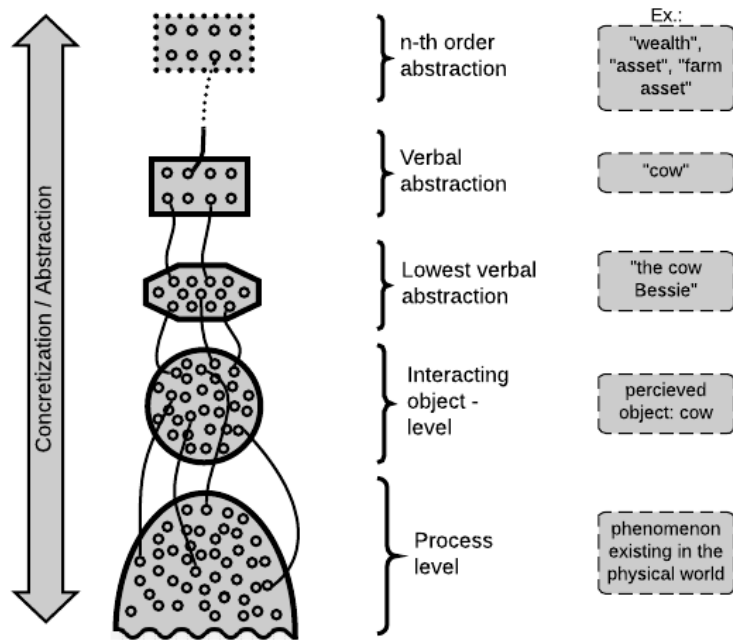 Ex.:
n-th order
abstraction
"wealth",
"asset", "farm
asset"
Verbal
abstraction
"cow"
Lowest verbal
abstraction
"the cow
Bessie"
Interacting
object -
level
percieved
object: cow
Process
level
phenomenon
existing in the
physical world
Concretization / Abstraction